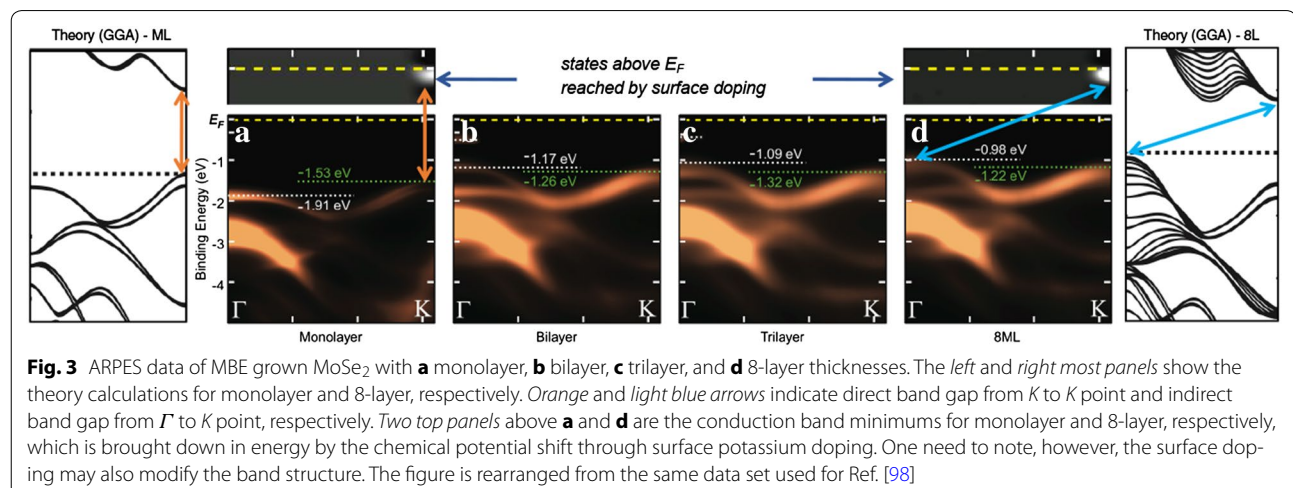 Theory (GGA) - ML
Theory (GGA) - 8L
states above EF
reached by surface doping
Binding Energy (eV)
EF
-1
-2
-3
-4
a
-1.53 eV
-1.91 eV
Γ
K
Monolayer
b
-1.17 eV
-1.26 eV
Γ
K
Bilayer
c
-1.09 eV
-1.32 eV
Γ
K
Trilayer
d
-0.98 eV
-1.22 eV
Γ
K
8ML
Fig. 3 ARPES data of MBE grown MoSe2 with a monolayer, b bilayer, c trilayer, and d 8-layer thicknesses. The left and right most panels show the
theory calculations for monolayer and 8-layer, respectively. Orange and light blue arrows indicate direct band gap from K to K point and indirect
band gap from Γ to K point, respectively. Two top panels above a and d are the conduction band minimums for monolayer and 8-layer, respectively,
which is brought down in energy by the chemical potential shift through surface potassium doping. One need to note, however, the surface dop-
ing may also modify the band structure. The figure is rearranged from the same data set used for Ref. [98]